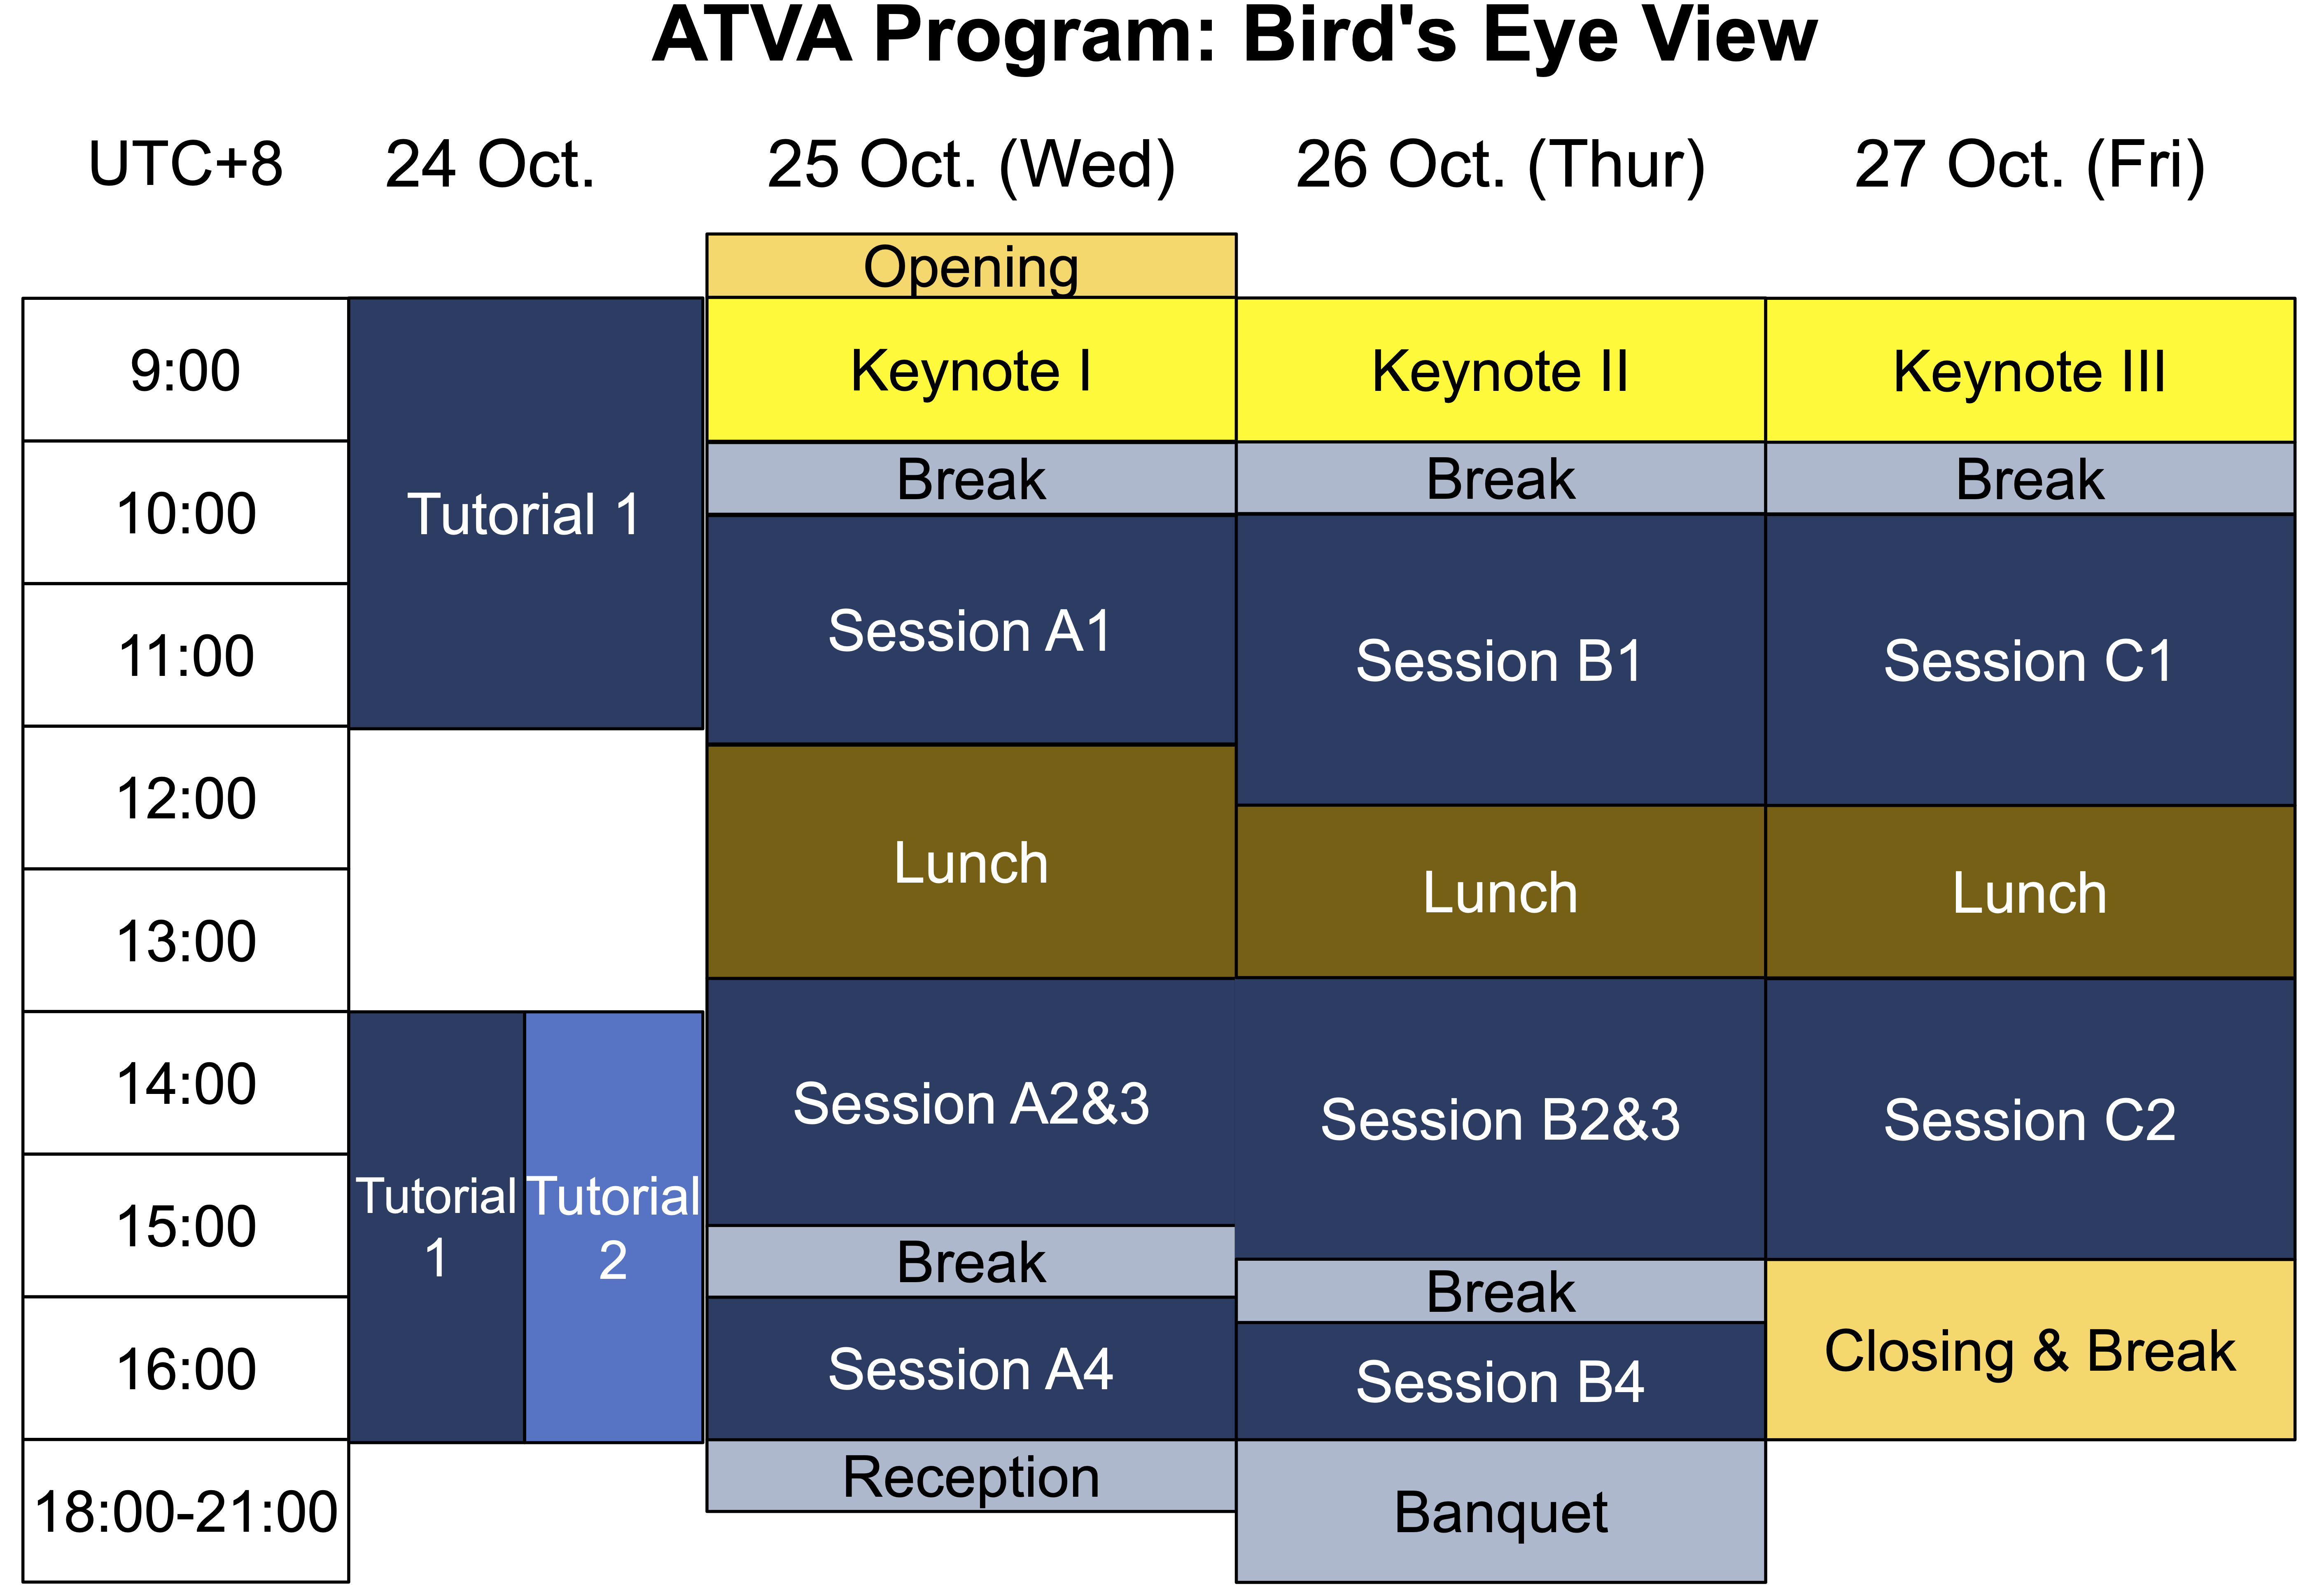 ATVA Program: Bird's Eye View
UTC+8
24 Oct.
25 Oct. (Wed)
26 Oct. (Thur)
27 Oct. (Fri)
Opening
9:00
Keynote I
Keynote II
Keynote III
Break
Break
Break
10:00
Tutorial 1
11:00
Session A1
Session B1
Session C1
12:00
Lunch
Lunch
Lunch
13:00
14:00
Session A2&3
Session B2&3
Session C2
15:00
Tutorial
1
Tutorial
2
Break
Break
16:00
Session A4
Session B4
Closing & Break
Reception
18:00-21:00
Banquet